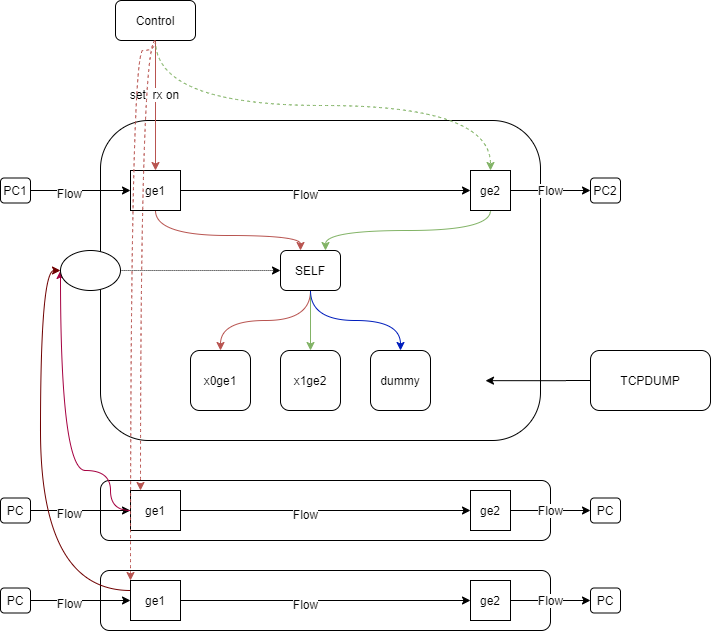 Control
set rx on
PC1
Flow
ge1
Flow
ge2
Flow
PC2
SELF
x0ge1
x1ge2
dummy
TCPDUMP
PC
Flow
ge1
Flow
ge2
Flow
PC
PC
Flow
ge1
Flow
ge2
Flow
PC